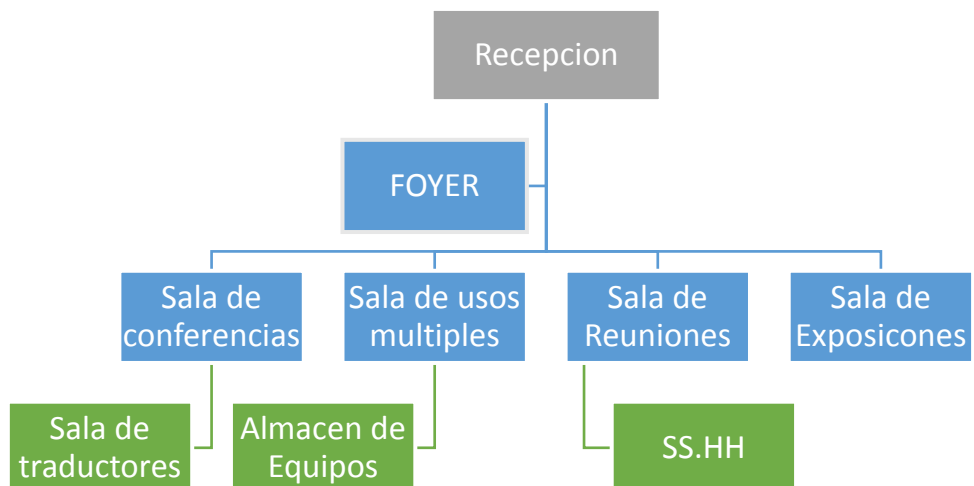 Recepcion
FOYER
Sala de
conferencias
Sala de usos
multiples
Sala de
Reuniones
Sala de
Exposicones
Sala de
traductores
Almacen de
Equipos
SS.HH